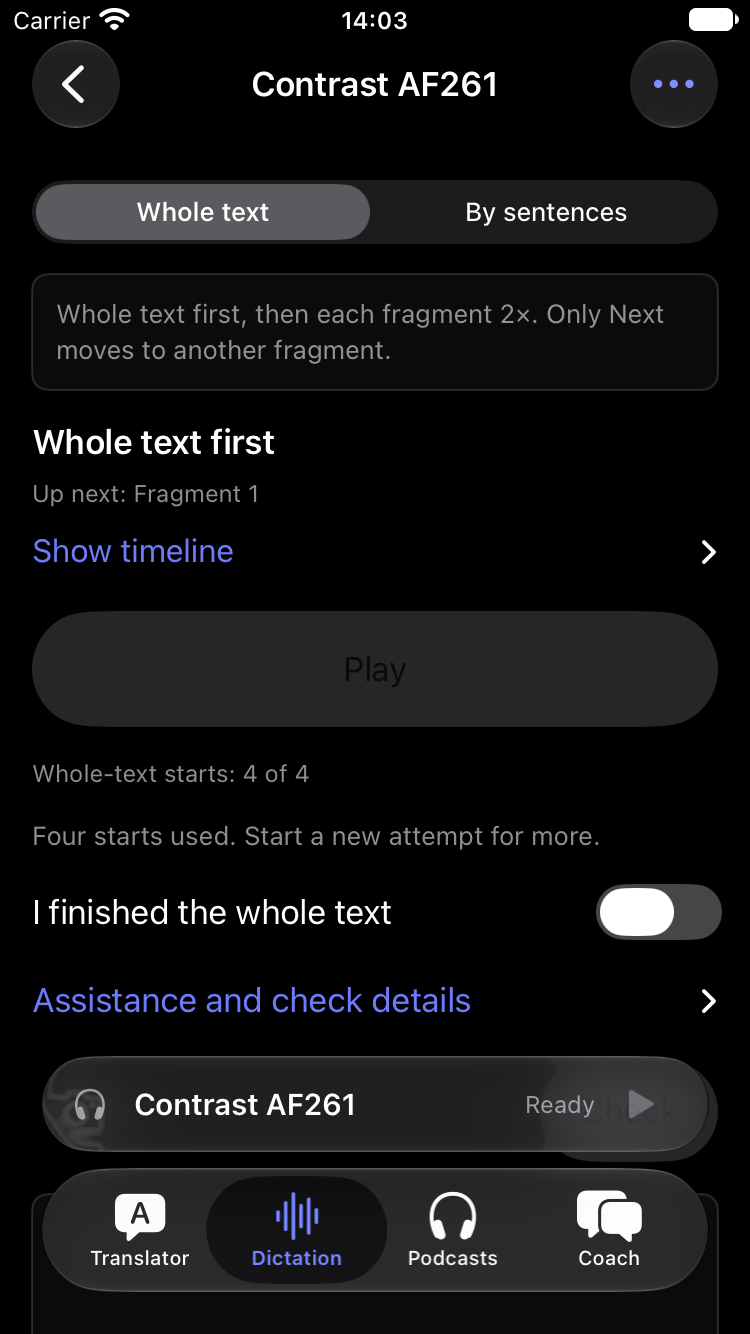 Carrier 14:03
Contrast AF261
Whole text By sentences
Whole text first, then each fragment 2×. Only Next
moves to another fragment.
Whole text first
Up next: Fragment 1
Show timeline
Play
Whole-text starts: 4 of 4
Four starts used. Start a new attempt for more.
I finished the whole text
Assistance and check details
Contrast AF261 Ready Check
A
Translator Dictation Podcasts Coach